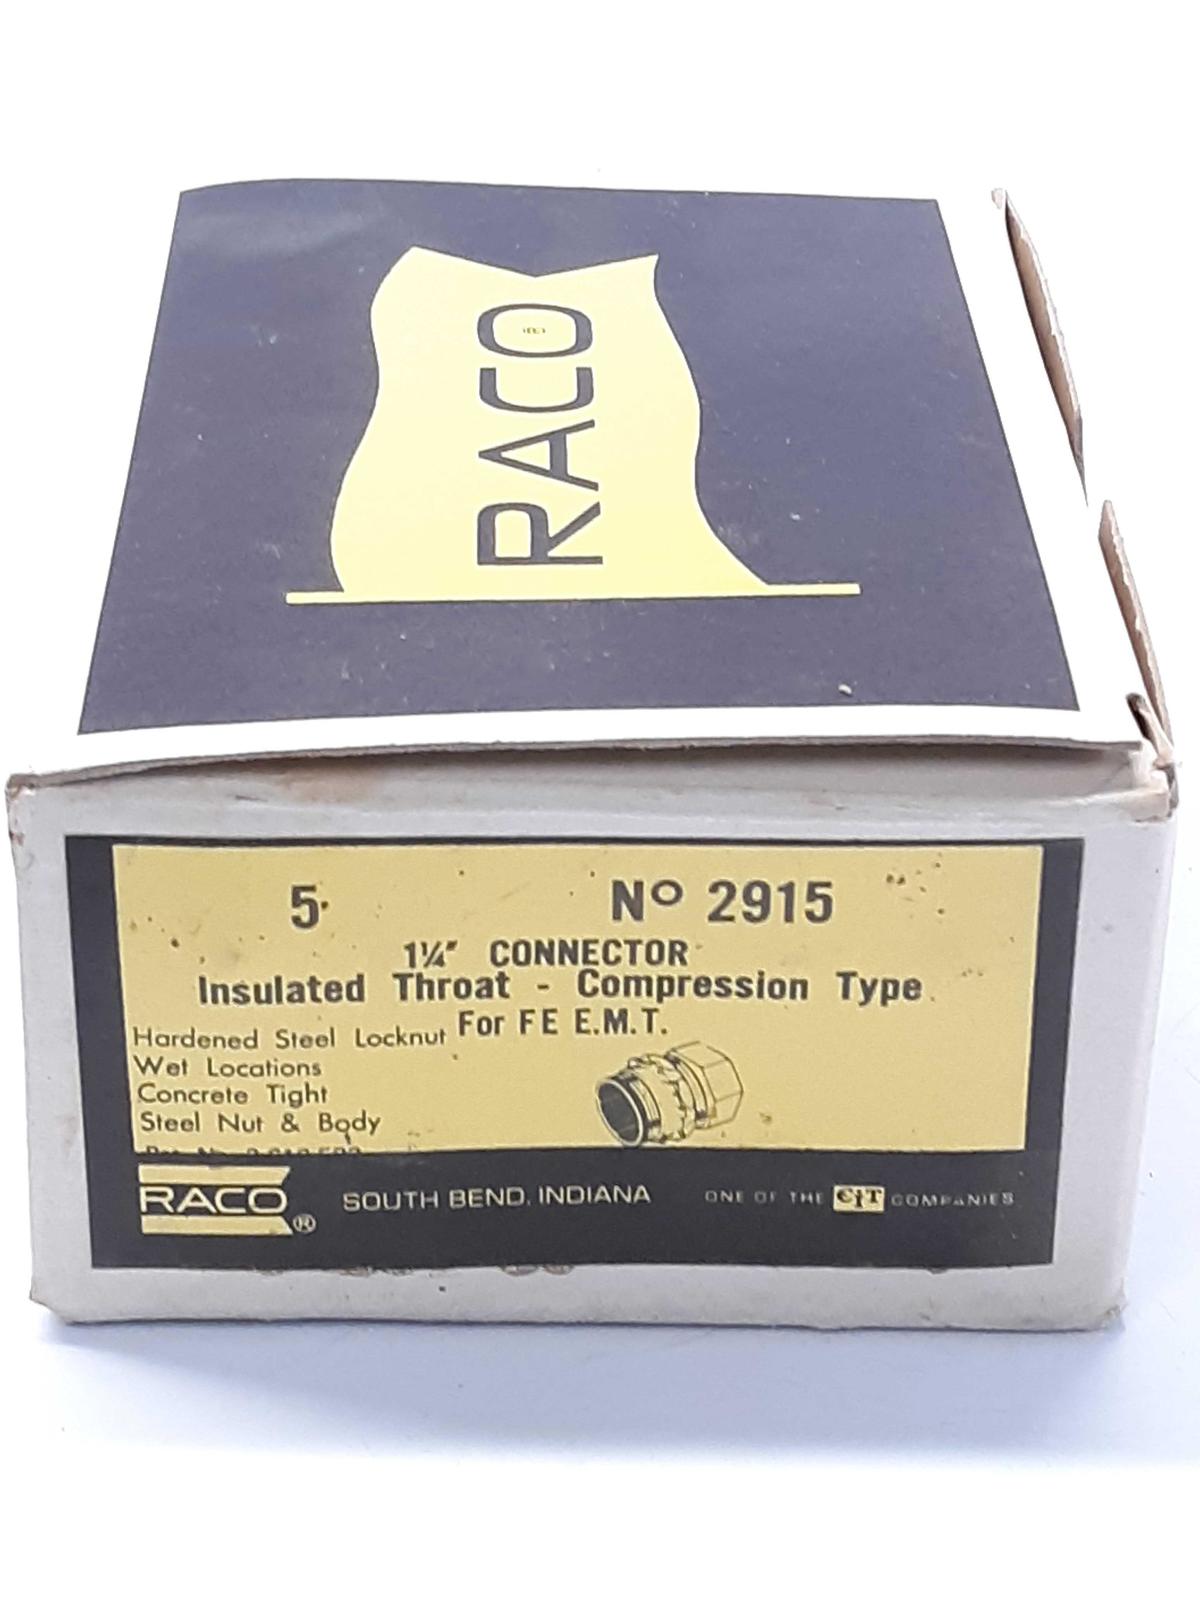 RACO
5 Nº 2915
1¼" CONNECTOR
Insulated Throat - Compression Type
For FE E.M.T.
Hardened Steel Locknut
Wet Locations
Concrete Tight
Steel Nut & Body
RACO® SOUTH BEND, INDIANA ONE OF THE CIT COMPANIES